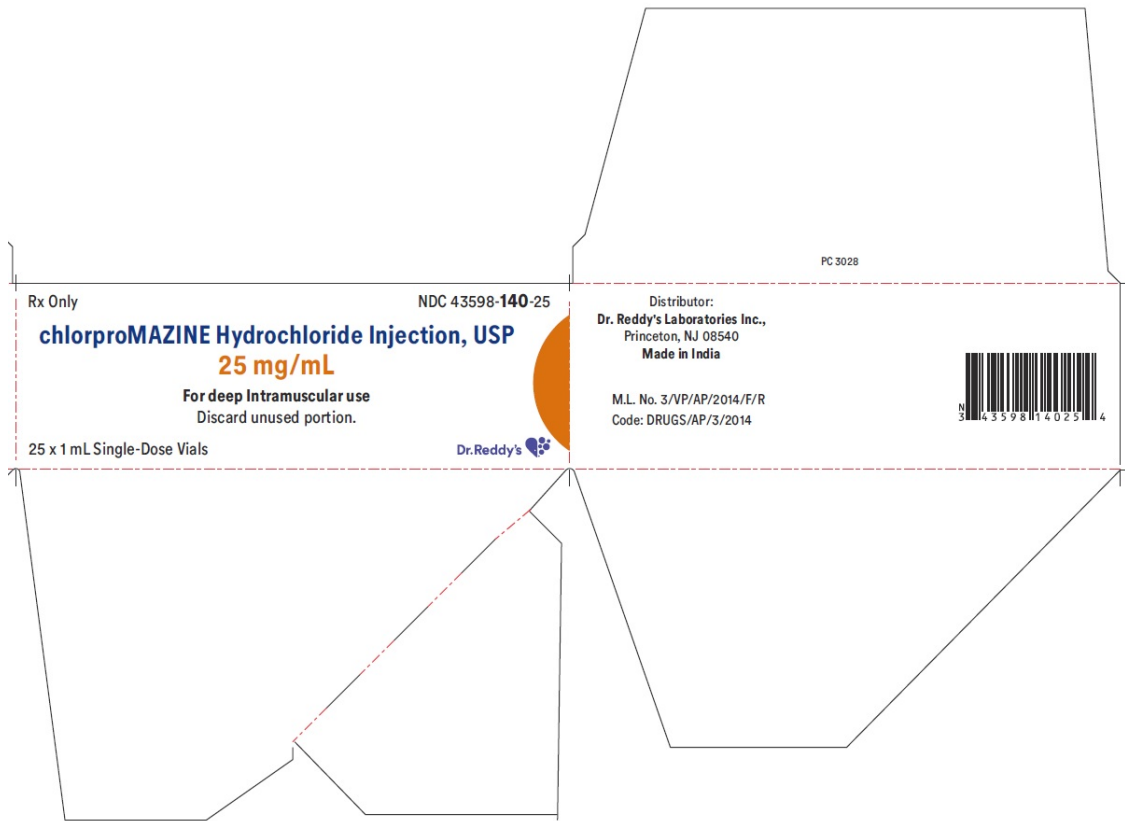 PC 3028
Rx Only
NDC 43598-140-25
chlorproMAZINE Hydrochloride Injection, USP
25 mg/mL
For deep Intramuscular use
Discard unused portion.
25 x 1 mL Single-Dose Vials
Dr.Reddy's
Distributor:
Dr. Reddy's Laboratories Inc.,
Princeton, NJ 08540
Made in India
M.L. No. 3/VP/AP/2014/F/R
Code: DRUGS/AP/3/2014
N
3 43598 14025 4